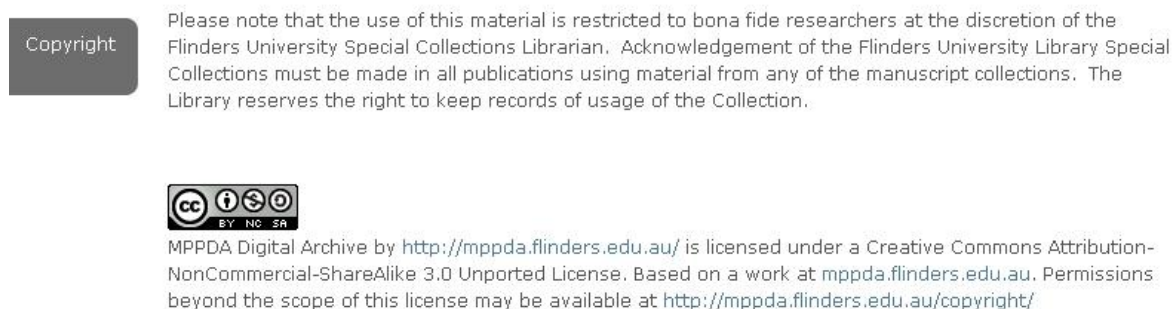 Copyright
Please note that the use of this material is restricted to bona fide researchers at the discretion of the
Flinders University Special Collections Librarian. Acknowledgement of the Flinders University Library Special
Collections must be made in all publications using material from any of the manuscript collections. The
Library reserves the right to keep records of usage of the Collection.
cc
BY NC SA
MPPDA Digital Archive by http://mppda.flinders.edu.au/ is licensed under a Creative Commons Attribution-
NonCommercial-ShareAlike 3.0 Unported License. Based on a work at mppda.flinders.edu.au. Permissions
beyond the scope of this license may be available at http://mppda.flinders.edu.au/copyright/